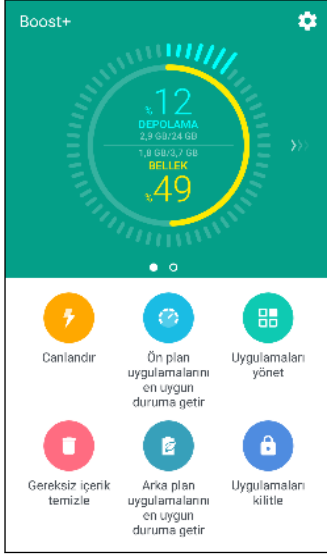 Boost+
%12
DEPOLAMA
2,9 GB/24 GB
1,8 GB/3,7 GB
BELLEK
%49
Canlandır
Ön plan
uygulamalarını
en uygun
duruma getir
Uygulamaları
yönet
Gereksiz içerik
temizle
Arka plan
uygulamalarını
en uygun
duruma getir
Uygulamaları
kilitle